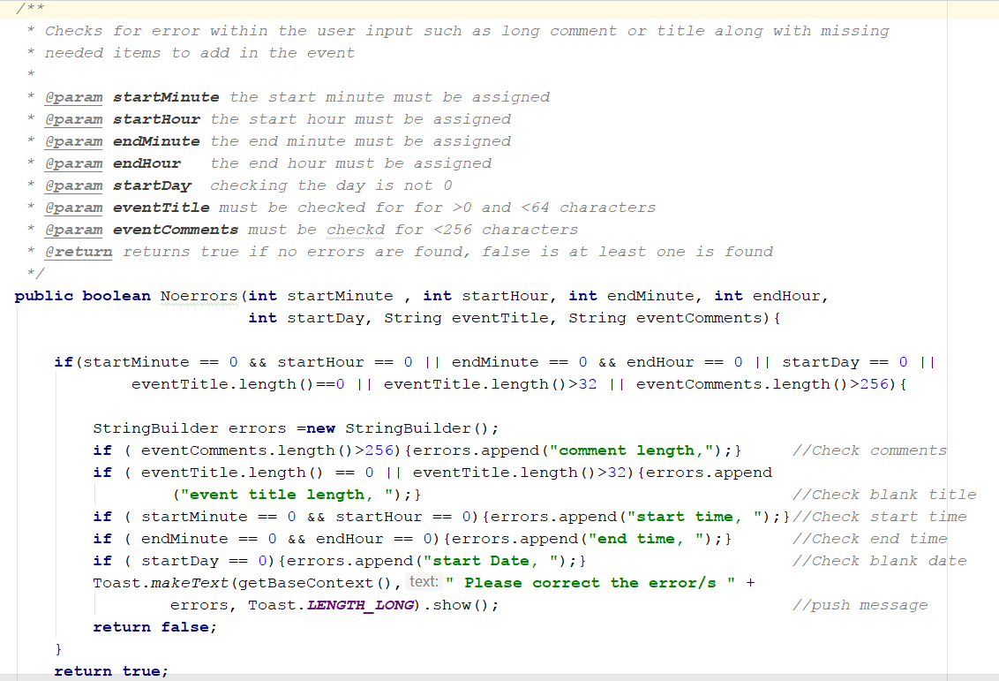 /**
* Checks for error within the user input such as long comment or title along with missing
* needed items to add in the event
*
* @param startMinute the start minute must be assigned
* @param startHour the start hour must be assigned
* @param endMinute the end minute must be assigned
* @param endHour   the end hour must be assigned
* @param startDay  checking the day is not 0
* @param eventTitle must be checked for for >0 and <64 characters
* @param eventComments must be checkd for <256 characters
* @return returns true if no errors are found, false is at least one is found
*/
public boolean Noerrors(int startMinute , int startHour, int endMinute, int endHour,
                        int startDay, String eventTitle, String eventComments){
    if(startMinute == 0 && startHour == 0 || endMinute == 0 && endHour == 0 || startDay == 0 ||
            eventTitle.length()==0 || eventTitle.length()>32 || eventComments.length()>256){
        StringBuilder errors =new StringBuilder();
        if ( eventComments.length()>256){errors.append("comment length,");}     //Check comments
        if ( eventTitle.length() == 0 || eventTitle.length()>32){errors.append
                ("event title length, ");}                                      //Check blank title
        if ( startMinute == 0 && startHour == 0){errors.append("start time, ");}//Check start time
        if ( endMinute == 0 && endHour == 0){errors.append("end time, ");}      //Check end time
        if ( startDay == 0){errors.append("start Date, ");}                     //Check blank date
        Toast.makeText(getBaseContext(), text: " Please correct the error/s " +
                errors, Toast.LENGTH_LONG).show();                              //push message
        return false;
    }
    return true;